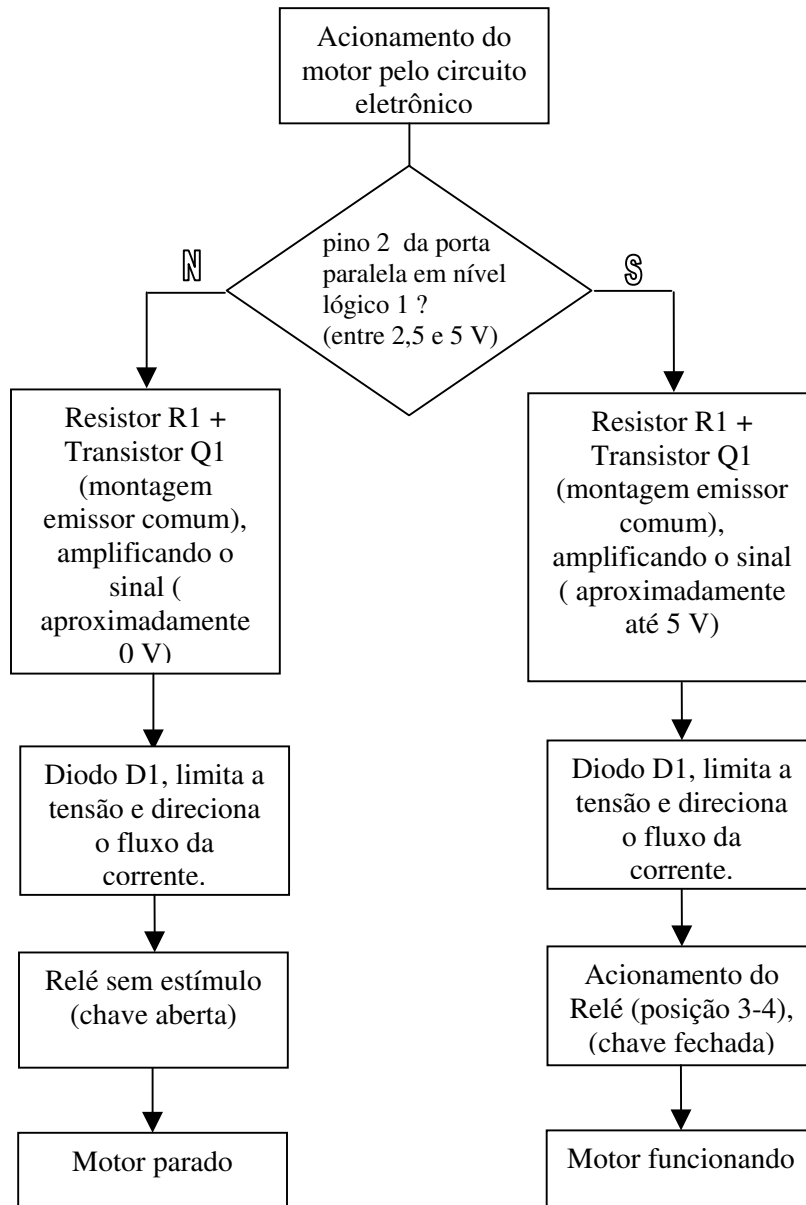 Acionamento do
motor pelo circuito
eletrônico
pino 2 da porta
paralela em nível
lógico 1 ?
(entre 2,5 e 5 V)
N
S
Resistor R1 +
Transistor Q1
(montagem
emissor comum),
amplificando o
sinal (
aproximadamente
0 V)
Resistor R1 +
Transistor Q1
(montagem emissor
comum),
amplificando o sinal
( aproximadamente
até 5 V)
Diodo D1, limita a
tensão e direciona
o fluxo da
corrente.
Diodo D1, limita a
tensão e direciona
o fluxo da
corrente.
Relé sem estímulo
(chave aberta)
Acionamento do
Relé (posição 3-4),
(chave fechada)
Motor parado
Motor funcionando